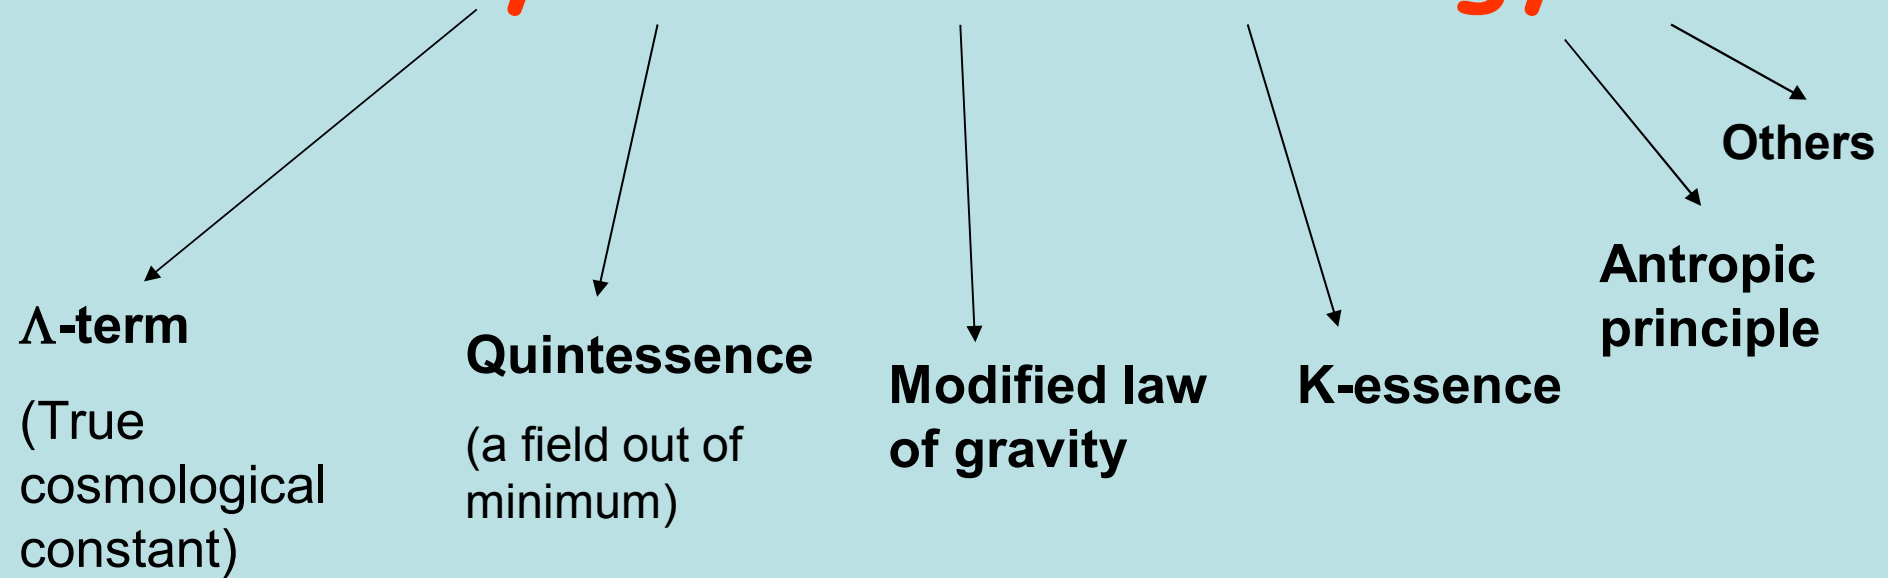 Λ-term
(True
cosmological
constant)
Quintessence
(a field out of
minimum)
Modified law
of gravity
K-essence
Antropic
principle
Others